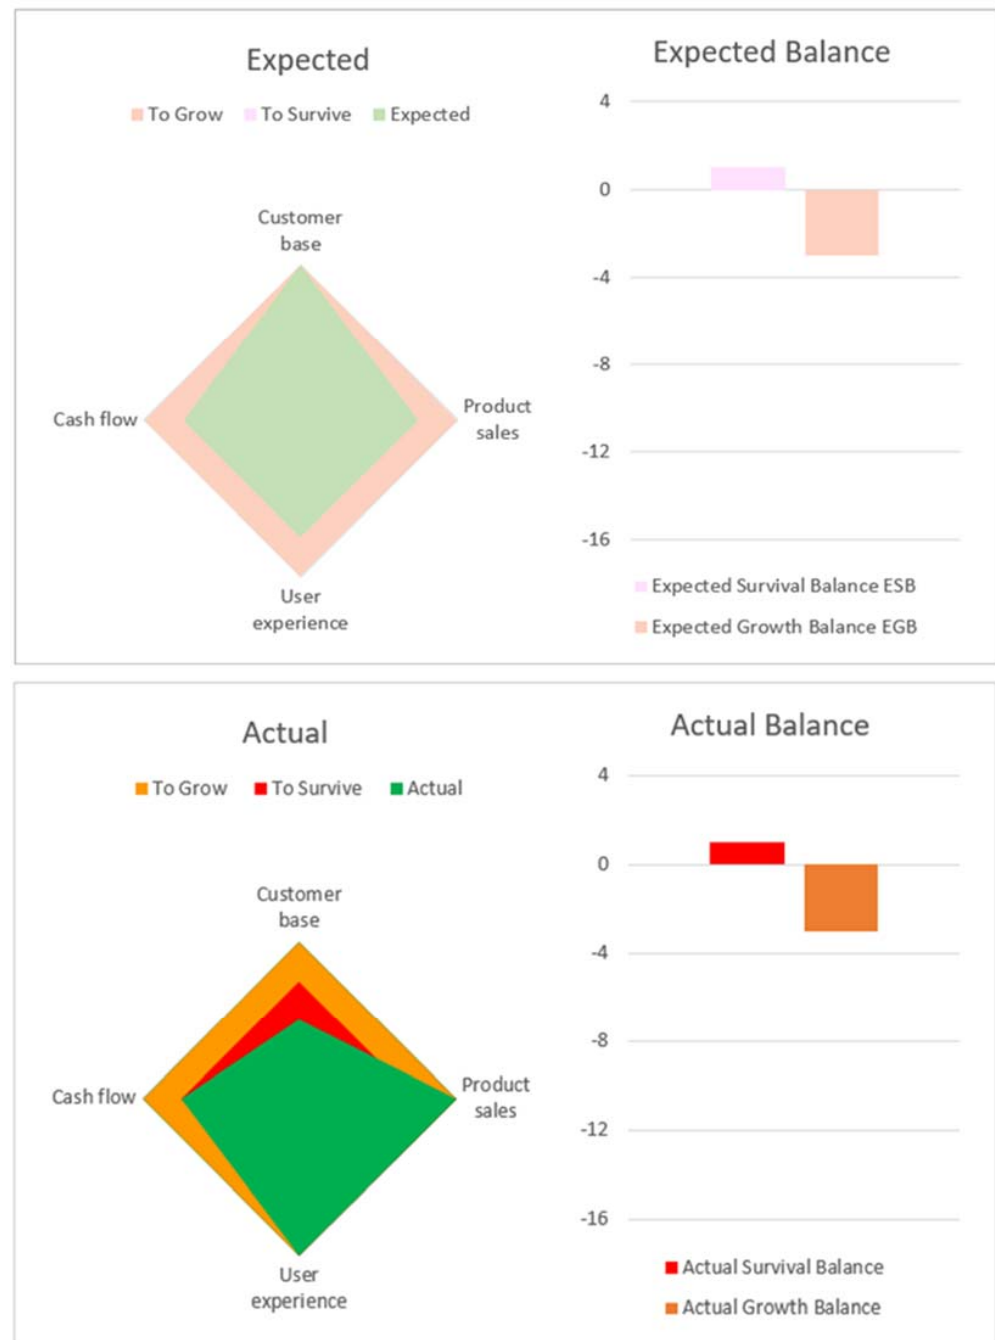 Expected
To Grow To Survive Expected
Customer
base
Cash flow
Product
sales
User
experience
Expected Balance
4
0
-4
-8
-12
-16
Expected Survival Balance ESB
Expected Growth Balance EGB
Actual
To Grow To Survive Actual
Customer
base
Cash flow
Product
sales
User
experience
Actual Balance
4
0
-4
-8
-12
-16
Actual Survival Balance
Actual Growth Balance